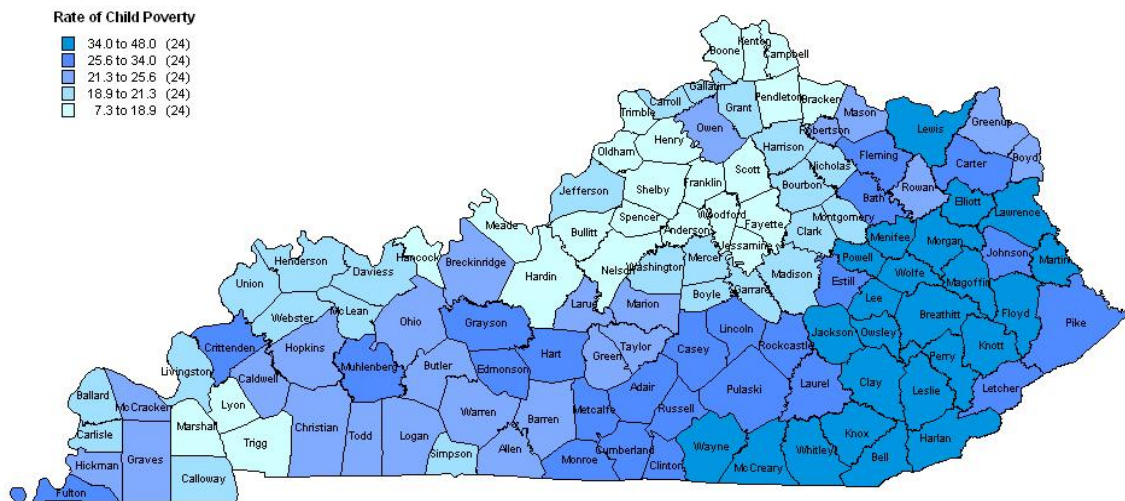 Rate of Child Poverty
34.0 to 48.0 (24)
25.6 to 34.0 (24)
21.3 to 25.6 (24)
18.9 to 21.3 (24)
7.3 to 18.9 (24)
Boone Kenton Campbell
Gallatin Carroll Grant Pendleton Bracken
Trimble Owen Mason Lewis Greenup
Henry Robertson
Oldham Harrison Fleming Carter Boyd
Jefferson Shelby Franklin Scott Nicholas Rowan
Bourbon Bath Elliott
Meade Spencer Woodford Fayette Montgomery Lawrence
Bullitt Anderson Clark Menifee Morgan
Hancock Jessamine Powell Johnson Martin
Henderson Daviess Breckinridge Hardin Nelson Washington Mercer Madison Wolfe Magoffin
Union Estill
McLean Larue Marion Boyle Garrard Lee Breathitt Floyd
Webster Ohio Grayson Lincoln Jackson Owsley Pike
Crittenden Hopkins Hart Green Taylor Casey Rockcastle Perry Knott
Livingston Caldwell Muhlenberg Butler Edmonson Adair Pulaski Laurel Clay Leslie Letcher
Ballard McCracken Lyon Warren Barren Metcalfe Russell
Carlisle Marshall Trigg Christian Todd Logan Simpson Allen Monroe Cumberland Clinton Wayne McCreary Whitley Knox Bell Harlan
Hickman Graves
Fulton Calloway